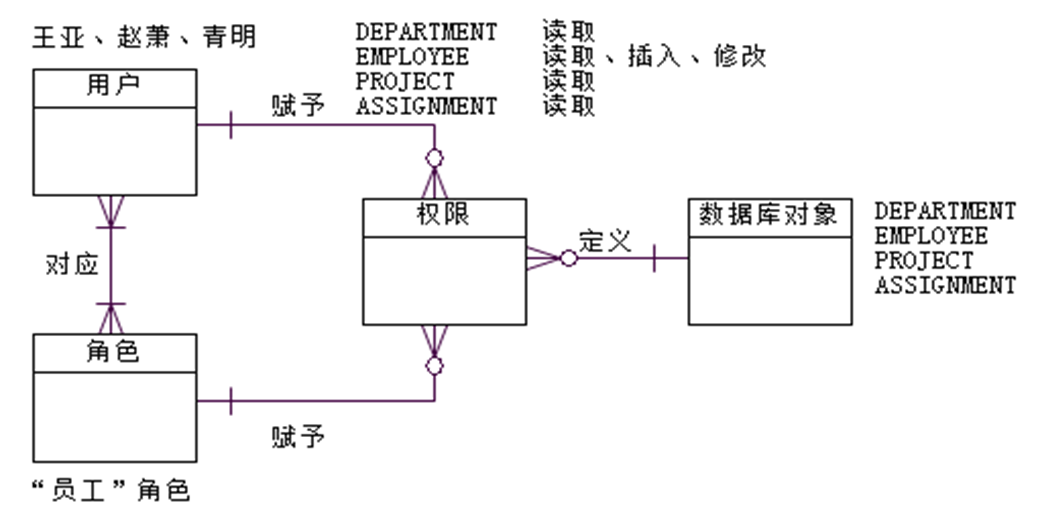 王亚、赵萧、青明
DEPARTMENT 读取
EMPLOYEE 读取、插入、修改
PROJECT 读取
ASSIGNMENT 读取
用户
赋予
权限
定义
数据库对象
DEPARTMENT
EMPLOYEE
PROJECT
ASSIGNMENT
对应
角色
赋予
“员工”角色